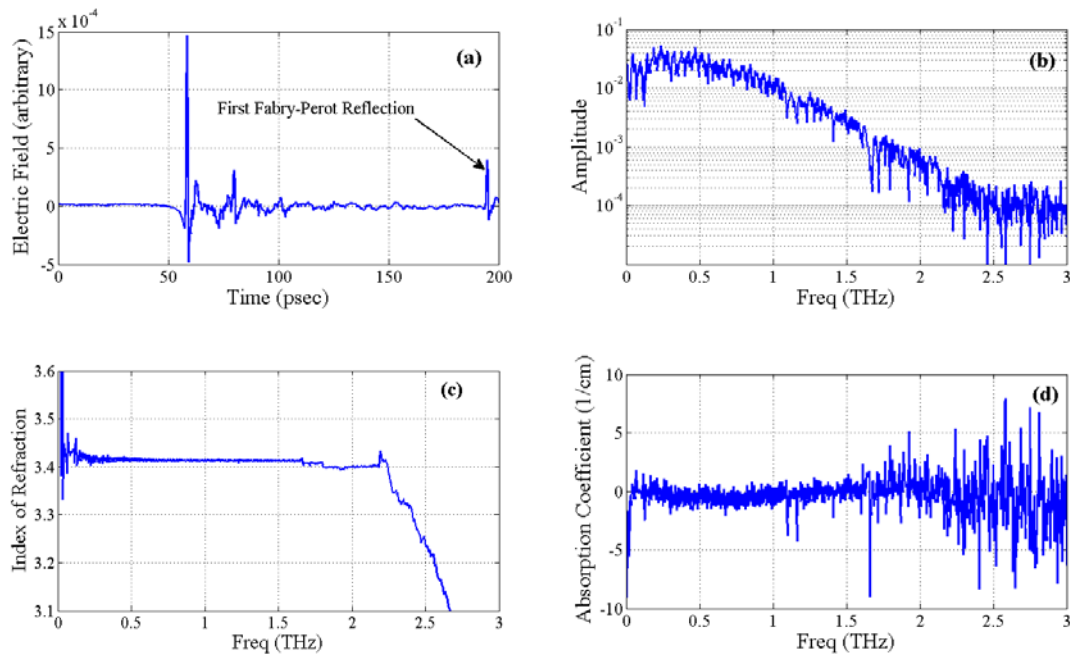 x 10^-4
15
10
5
0
-5
0 50 100 150 200
Electric Field (arbitrary)
Time (psec)
(a)
First Fabry-Perot Reflection
10^-1
10^-2
10^-3
10^-4
0 0.5 1 1.5 2 2.5 3
Amplitude
Freq (THz)
(b)
3.6
3.5
3.4
3.3
3.2
3.1
0 0.5 1 1.5 2 2.5 3
Index of Refraction
Freq (THz)
(c)
10
5
0
-5
-10
0 0.5 1 1.5 2 2.5 3
Absorption Coefficient (1/cm)
Freq (THz)
(d)